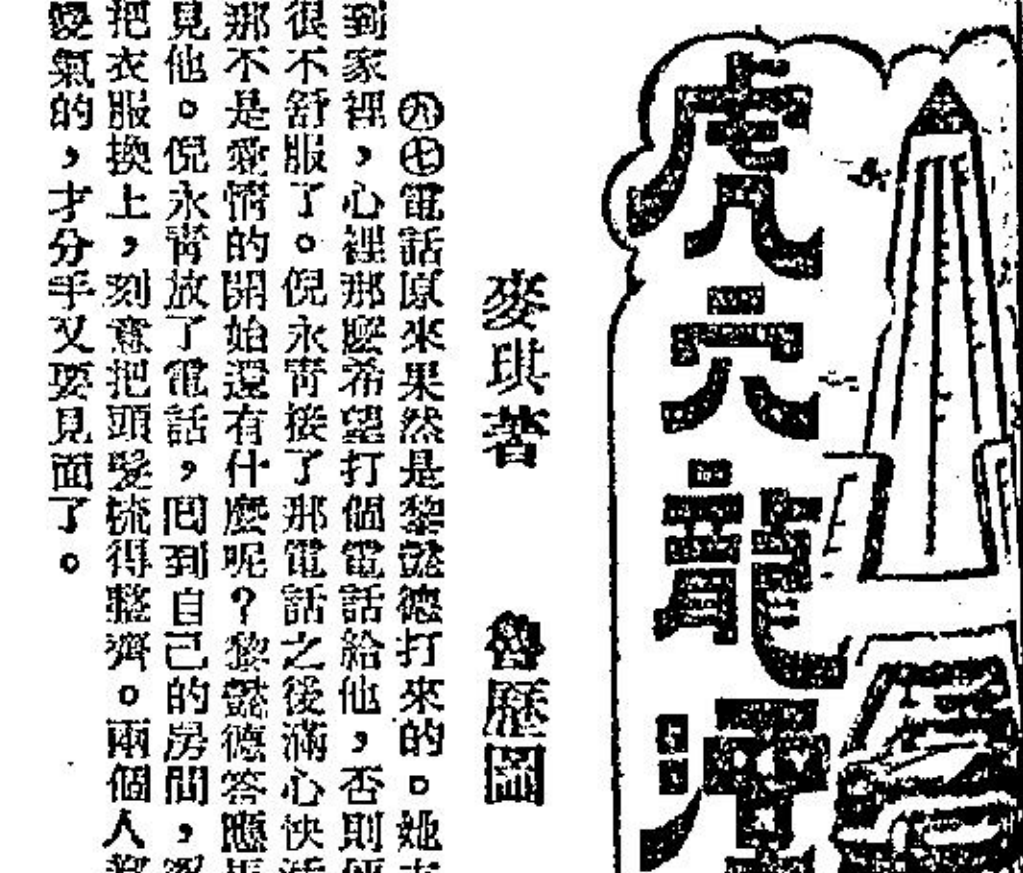 虎穴龍
麥琪著　魯歷圖
㊈㊆電話原來果然是黎懿德打來的。她
到家裡，心裡那麼希望打個電話給他，否則
很不舒服了。倪永青接了那電話之後滿心快
那不是愛情的開始還有什麼呢？黎懿德答應
見他。倪永青放了電話，回到自己的房間，
把衣服換上，刻意把頭髮梳得整齊。兩個人
氣的，才分手又要見面了。